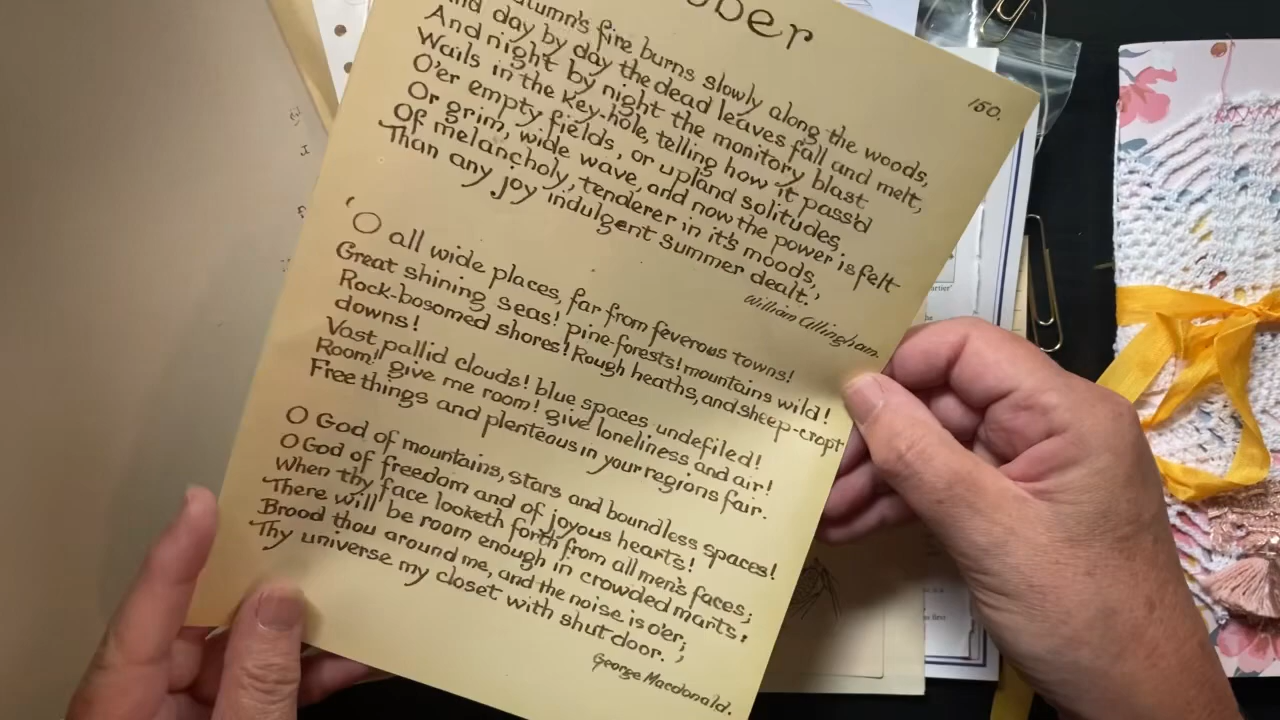 ober
150.
utumn's fire burns slowly along the woods,
And day by day the dead leaves fall and melt,
And night by night the monitory blast
Wails in the Key-hole, telling how it pass'd
O'er empty fields, or upland solitudes,
Or grim, wide wave, and now the power is felt
Of melancholy, tenderer in it's moods,
Than any joy indulgent summer dealt.'
William Allingham.
'O all wide places, far from feverous towns!
Great shining seas! pine-forests! mountains wild!
Rock-bosomed shores! Rough heaths, and sheep-cropt
downs!
Vast pallid clouds! blue spaces undefiled!
Room! give me room! give loneliness, and air!
Free things and plenteous in your regions fair.
O God of mountains, stars and boundless spaces!
O God of freedom and of joyous hearts!
When thy face looketh forth from all men's faces;
There will be room enough in crowded marts;
Brood thou around me, and the noise is o'er;
Thy universe my closet with shut door.'
George Macdonald.